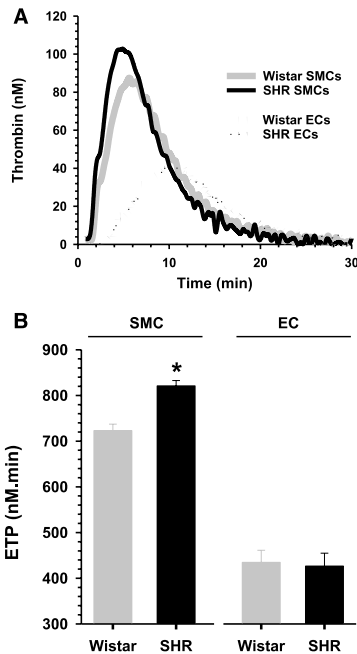 A
120
100
80
60
40
20
0
Thrombin (nM)
Wistar SMCs
SHR SMCs
Wistar ECs
SHR ECs
0 10 20 30
Time (min)
B
SMC EC
900
800
700
600
500
400
300
ETP (nM.min)
*
Wistar SHR Wistar SHR